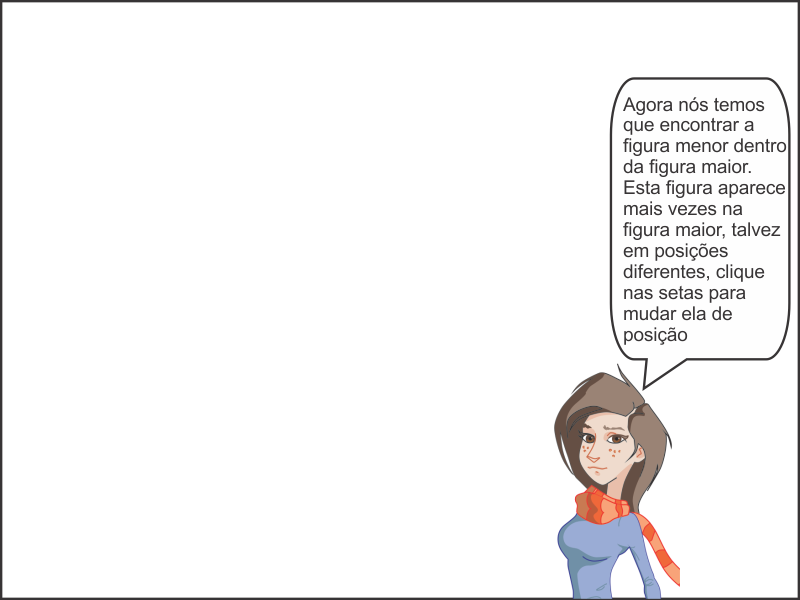 Agora nós temos
que encontrar a
figura menor dentro
da figura maior.
Esta figura aparece
mais vezes na
figura maior, talvez
em posições
diferentes, clique
nas setas para
mudar ela de
posição